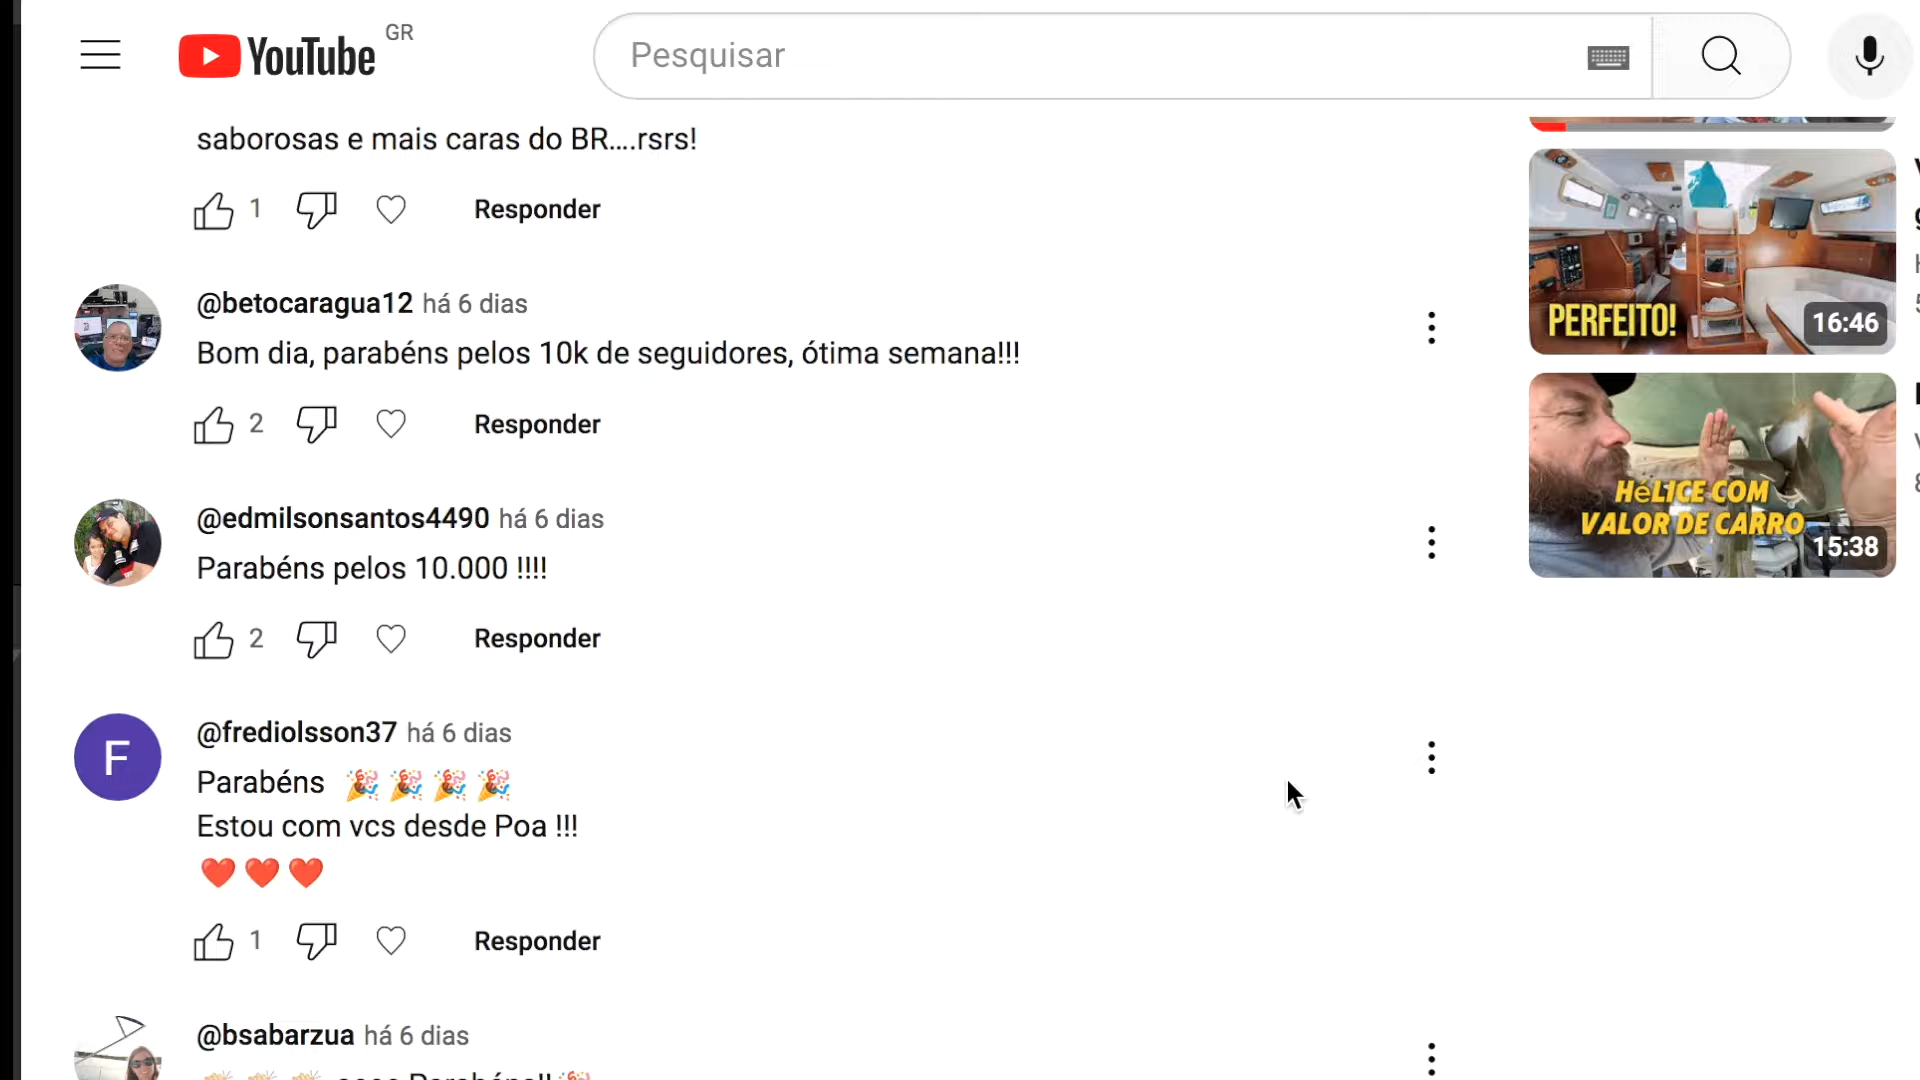 YouTube GR
Pesquisar
saborosas e mais caras do BR....rsrs!
1 Responder
@betocaragua12 há 6 dias
Bom dia, parabéns pelos 10k de seguidores, ótima semana!!!
2 Responder
@edmilsonsantos4490 há 6 dias
Parabéns pelos 10.000 !!!!
2 Responder
F
@frediolsson37 há 6 dias
Parabéns 🎉 🎉 🎉 🎉
Estou com vcs desde Poa !!!
❤️ ❤️ ❤️
1 Responder
@bsabarzua há 6 dias
PERFEITO!
16:46
HéLICE COM
VALOR DE CARRO
15:38